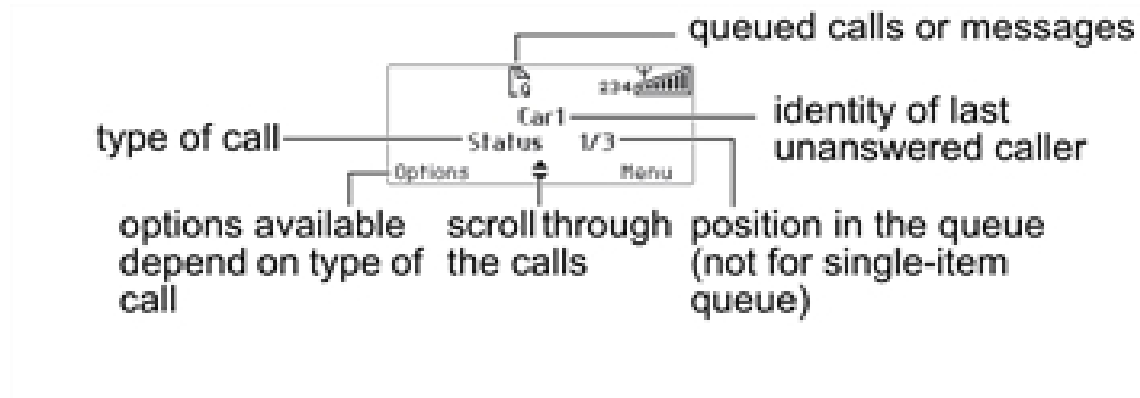 queued calls or messages
234
Car1
identity of last
unanswered caller
type of call
Status 1/3
Options
Menu
options available
depend on type of
call
scroll through
the calls
position in the queue
(not for single-item
queue)